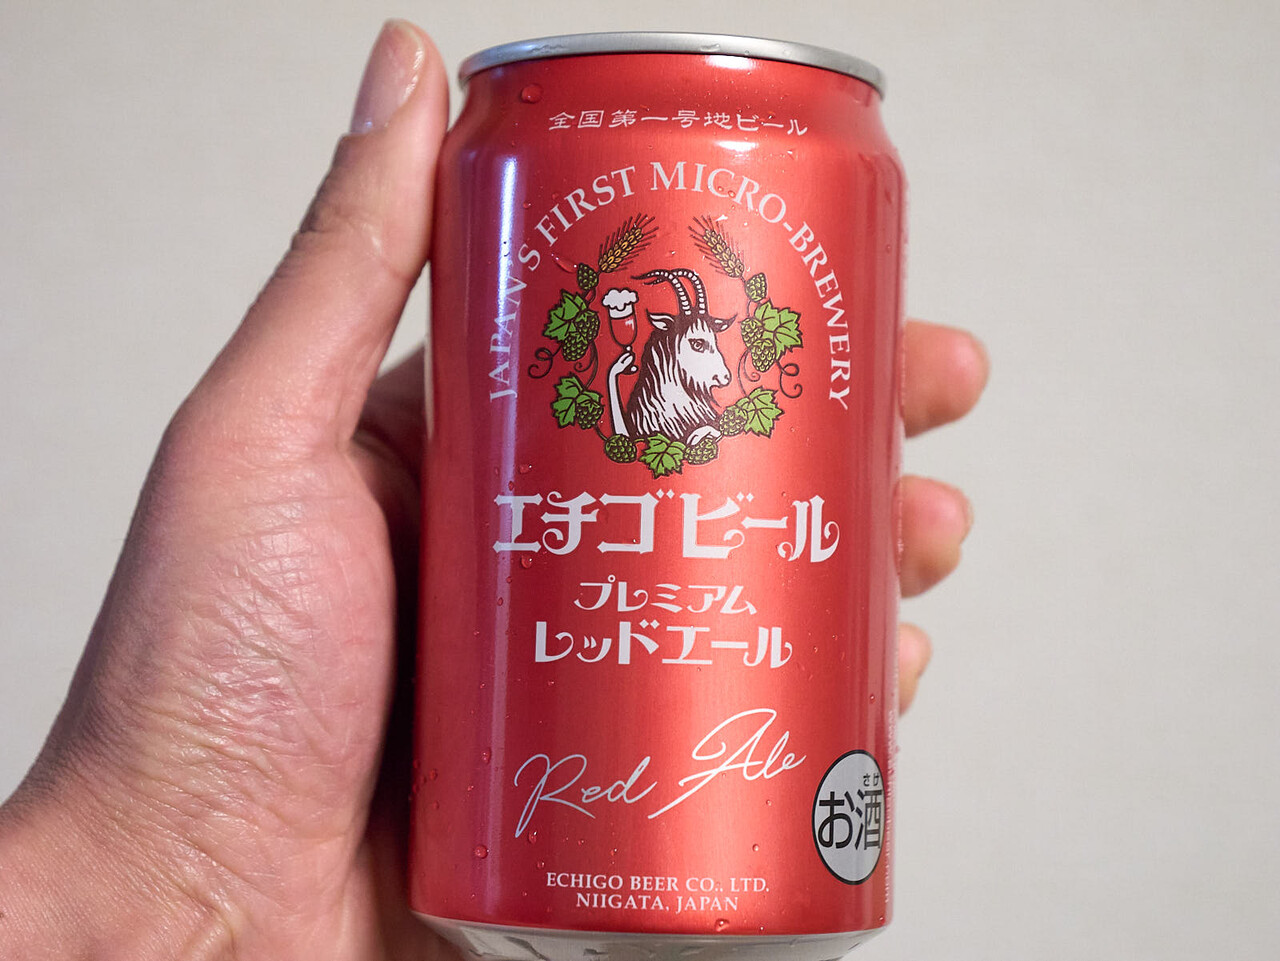 全国第一号地ビール
JAPAN'S FIRST MICRO-BREWERY
エチゴビール
プレミアム
レッドエール
Red Ale
さけ
お酒
ECHIGO BEER CO., LTD.
NIIGATA, JAPAN